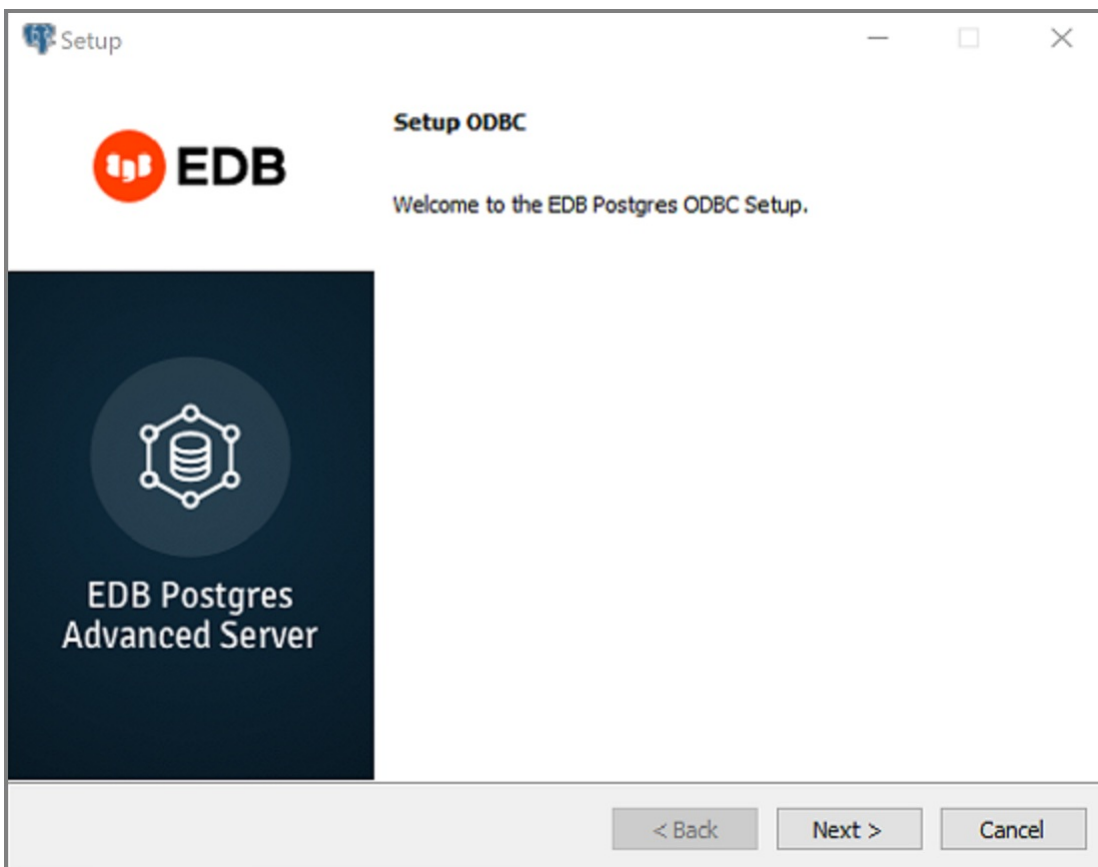 Setup
EDB
Setup ODBC
Welcome to the EDB Postgres ODBC Setup.
EDB Postgres
Advanced Server
< Back
Next >
Cancel